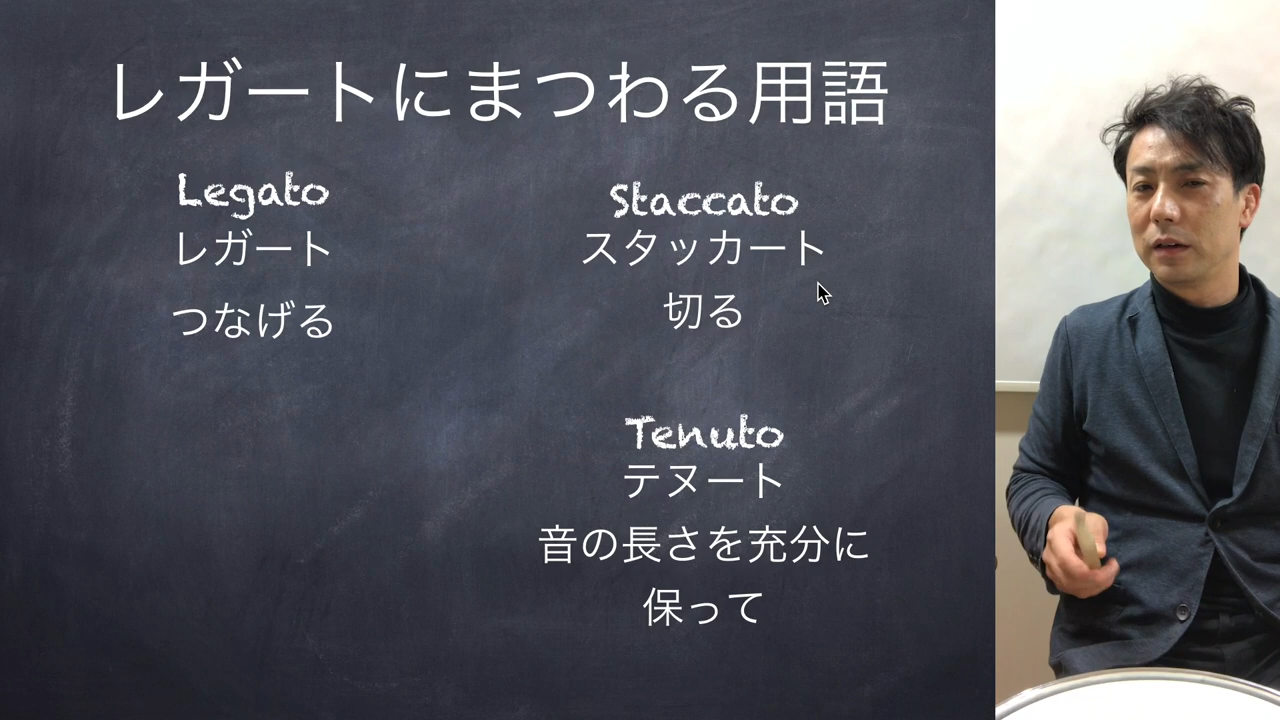 レガートにまつわる用語
Legato
レガート
つなげる
Staccato
スタッカート
切る
Tenuto
テヌート
音の長さを充分に
保って